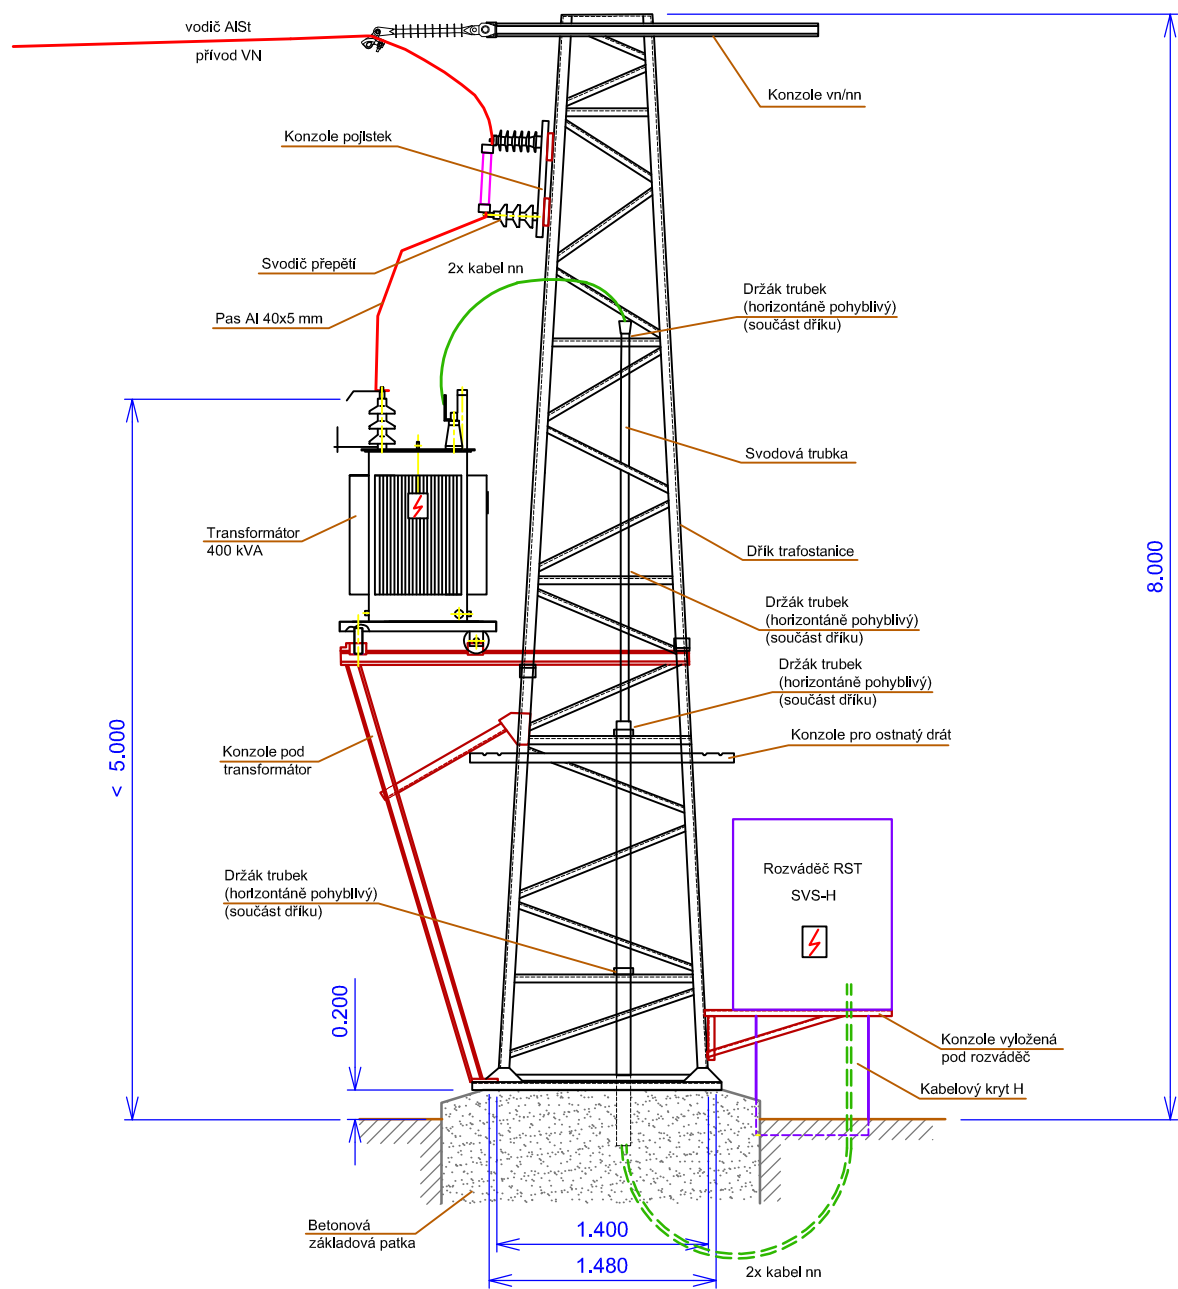 vodič AlSt
přívod VN
Konzole vn/nn
Konzole pojistek
Svodič přepětí
2x kabel nn
Pas Al 40x5 mm
Držák trubek
(horizontáně pohyblivý)
(součást dříku)
Svodová trubka
Transformátor
400 kVA
Dřík trafostanice
8.000
Držák trubek
(horizontáně pohyblivý)
(součást dříku)
Držák trubek
(horizontáně pohyblivý)
(součást dříku)
Konzole pro ostnatý drát
Konzole pod
transformátor
< 5.000
Držák trubek
(horizontáně pohyblivý)
(součást dříku)
Rozváděč RST
SVS-H
0.200
Konzole vyložená
pod rozváděč
Kabelový kryt H
Betonová
základová patka
1.400
1.480
2x kabel nn